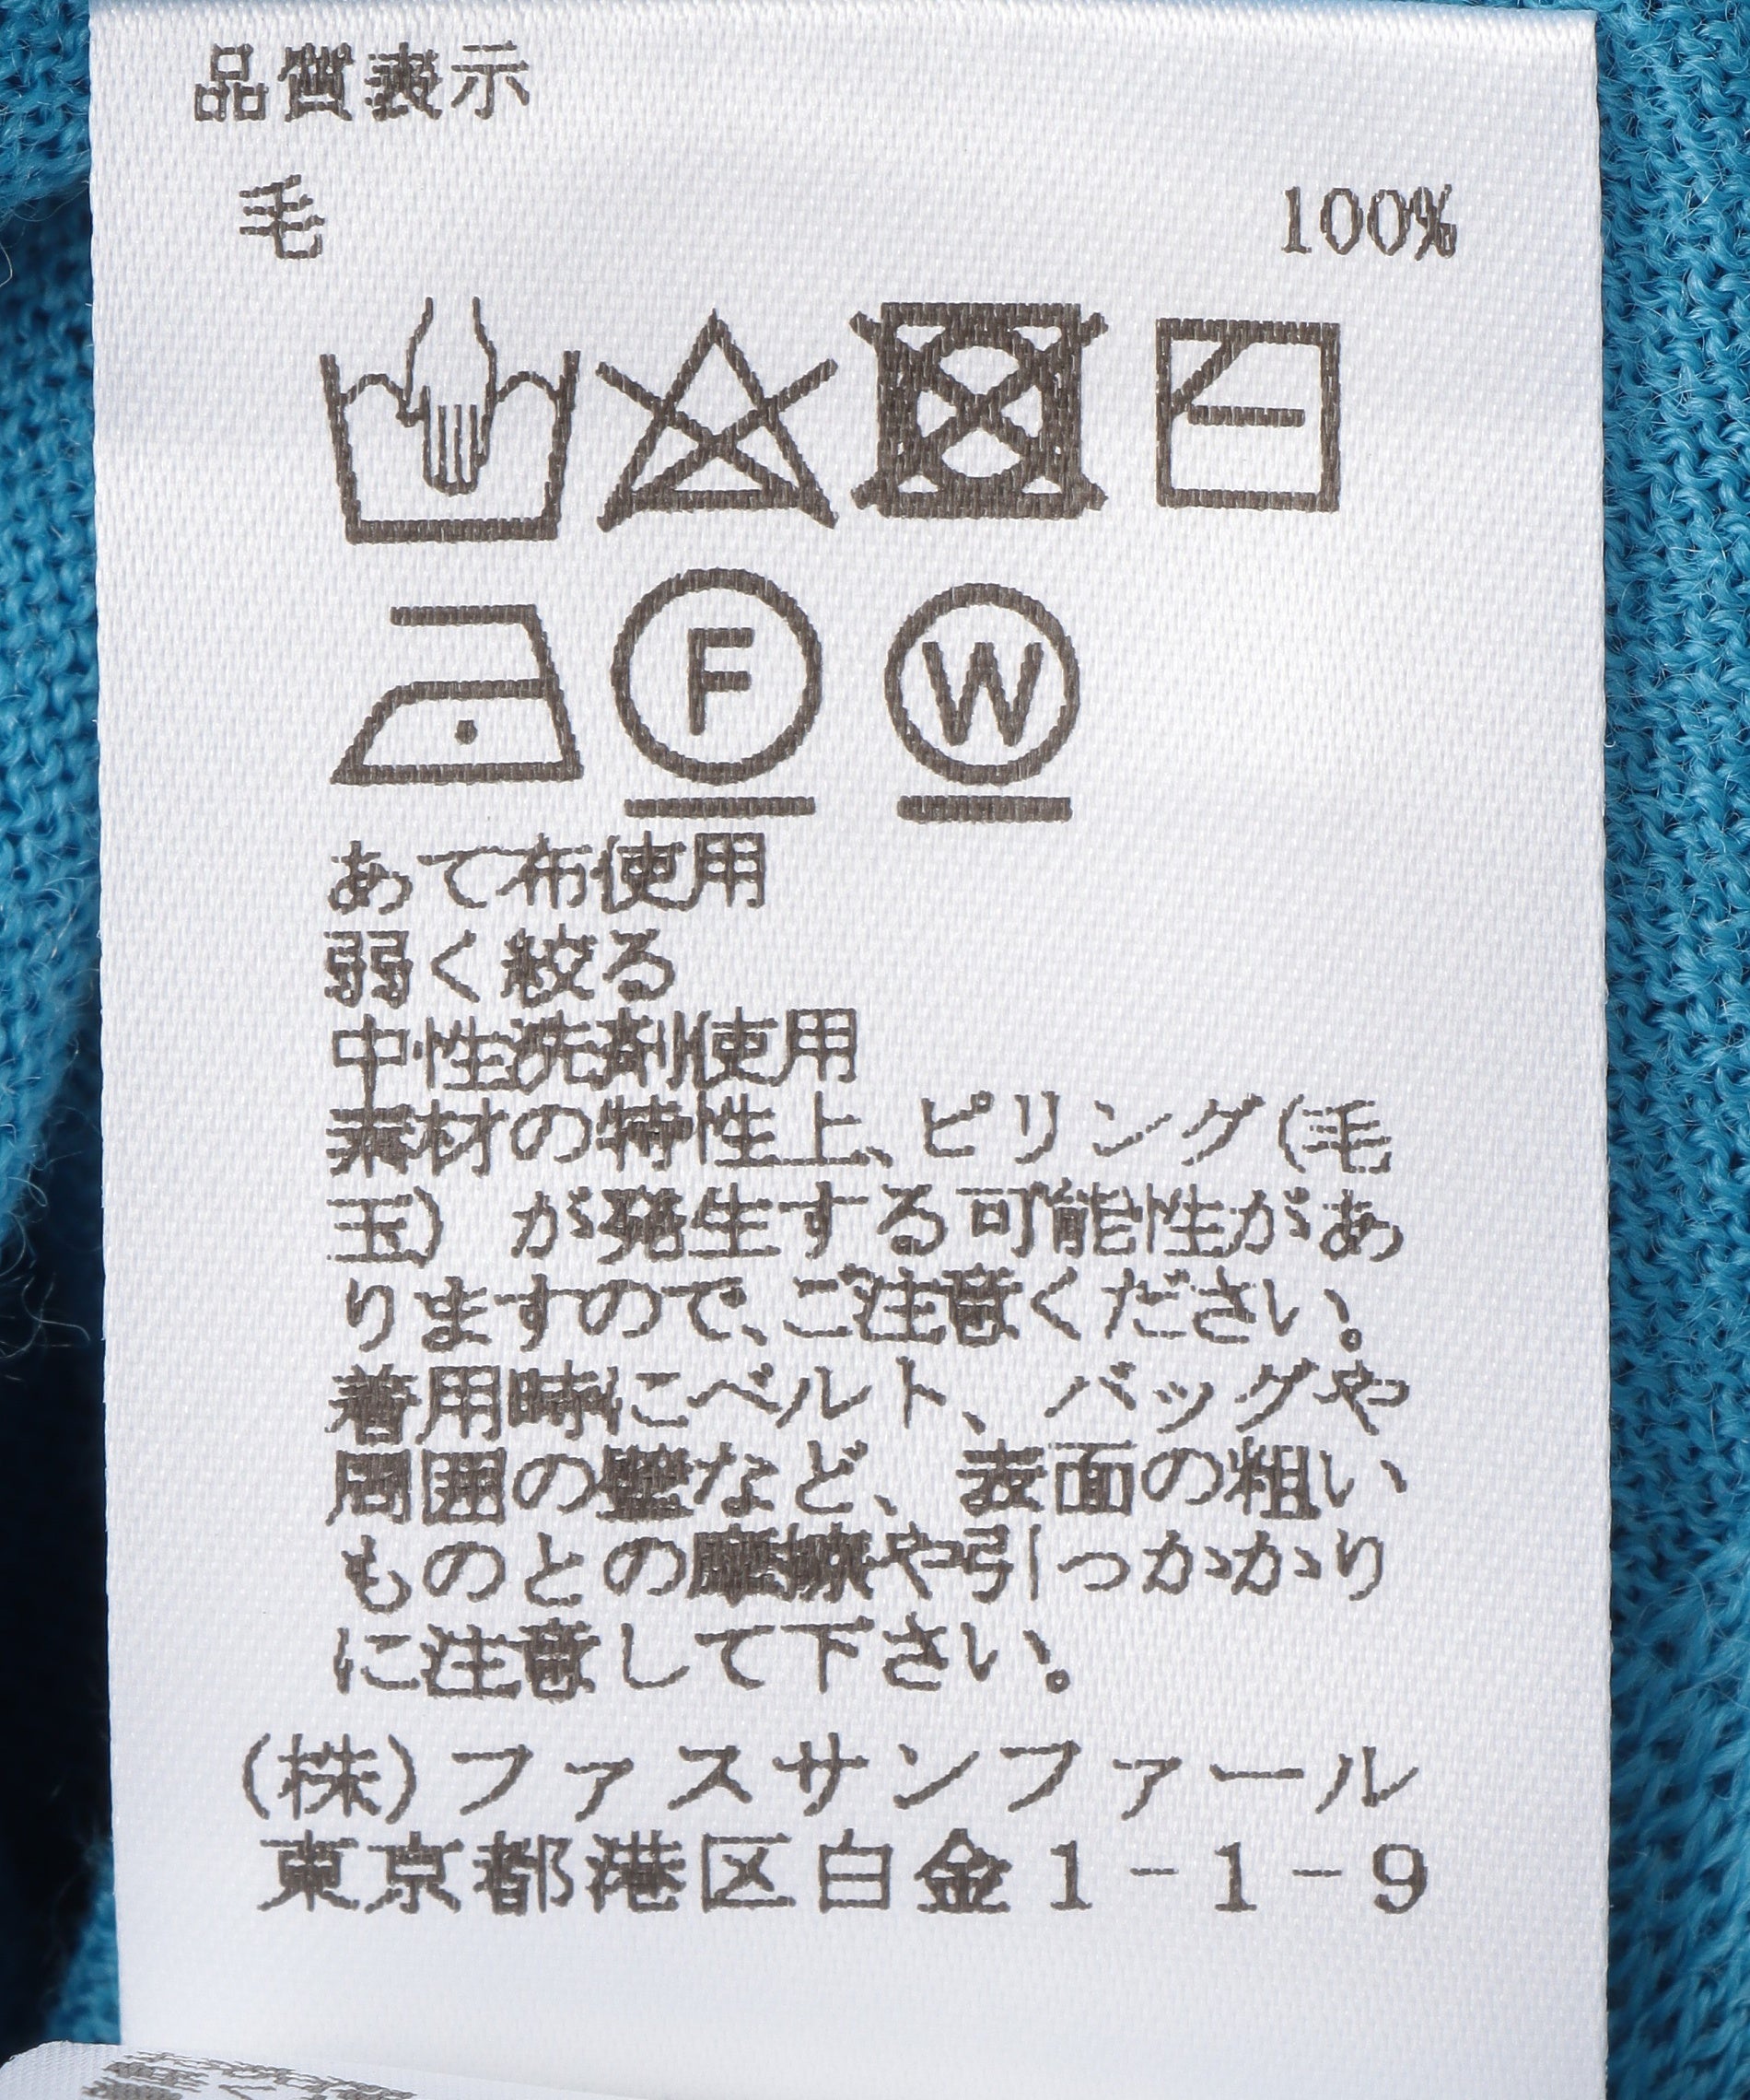 品質表示
毛 100%
F W
あて布使用
弱く絞る
中性洗剤使用
素材の特性上、ピリング(毛
玉) が発生する可能性があ
りますので、ご注意ください。
着用時にベルト、バッグや
周囲の壁など、表面の粗い
ものとの摩擦や引っかかり
に注意して下さい。
(株)ファスサンファール
東京都港区白金1-1-9